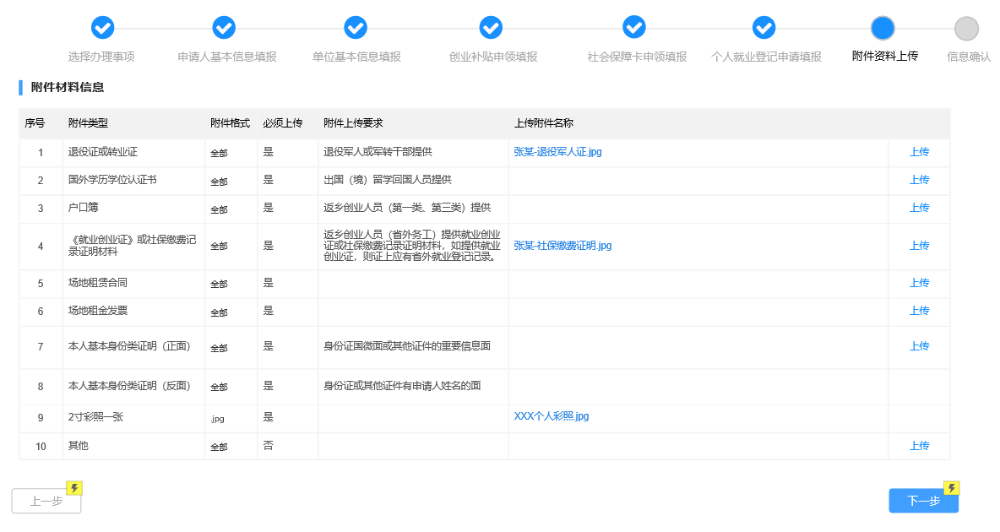 选择办理事项 申请人基本信息填报 单位基本信息填报 创业补贴申领填报 社会保障卡申领填报 个人就业登记申请填报 附件资料上传 信息确认
附件材料信息
序号 附件类型 附件格式 必须上传 附件上传要求 上传附件名称
1 退役证或转业证 全部 是 退役军人或军转干部提供 张某-退役军人证.jpg 上传
2 国外学历学位认证书 全部 是 出国（境）留学回国人员提供 上传
3 户口簿 全部 是 返乡创业人员（第一类、第三类）提供 上传
4 《就业创业证》或社保缴费记
录证明材料 全部 是 返乡创业人员（省外务工）提供就业创业
证或社保缴费记录证明材料，如提供就业
创业证，则证上应有省外就业登记记录。 张某-社保缴费证明.jpg 上传
5 场地租赁合同 全部 是 上传
6 场地租金发票 全部 是 上传
7 本人基本身份类证明（正面） 全部 是 身份证国微面或其他证件的重要信息面 上传
8 本人基本身份类证明（反面） 全部 是 身份证或其他证件有申请人姓名的面
9 2寸彩照一张 .jpg 是 XXX个人彩照.jpg
10 其他 全部 否 上传
上一步 下一步